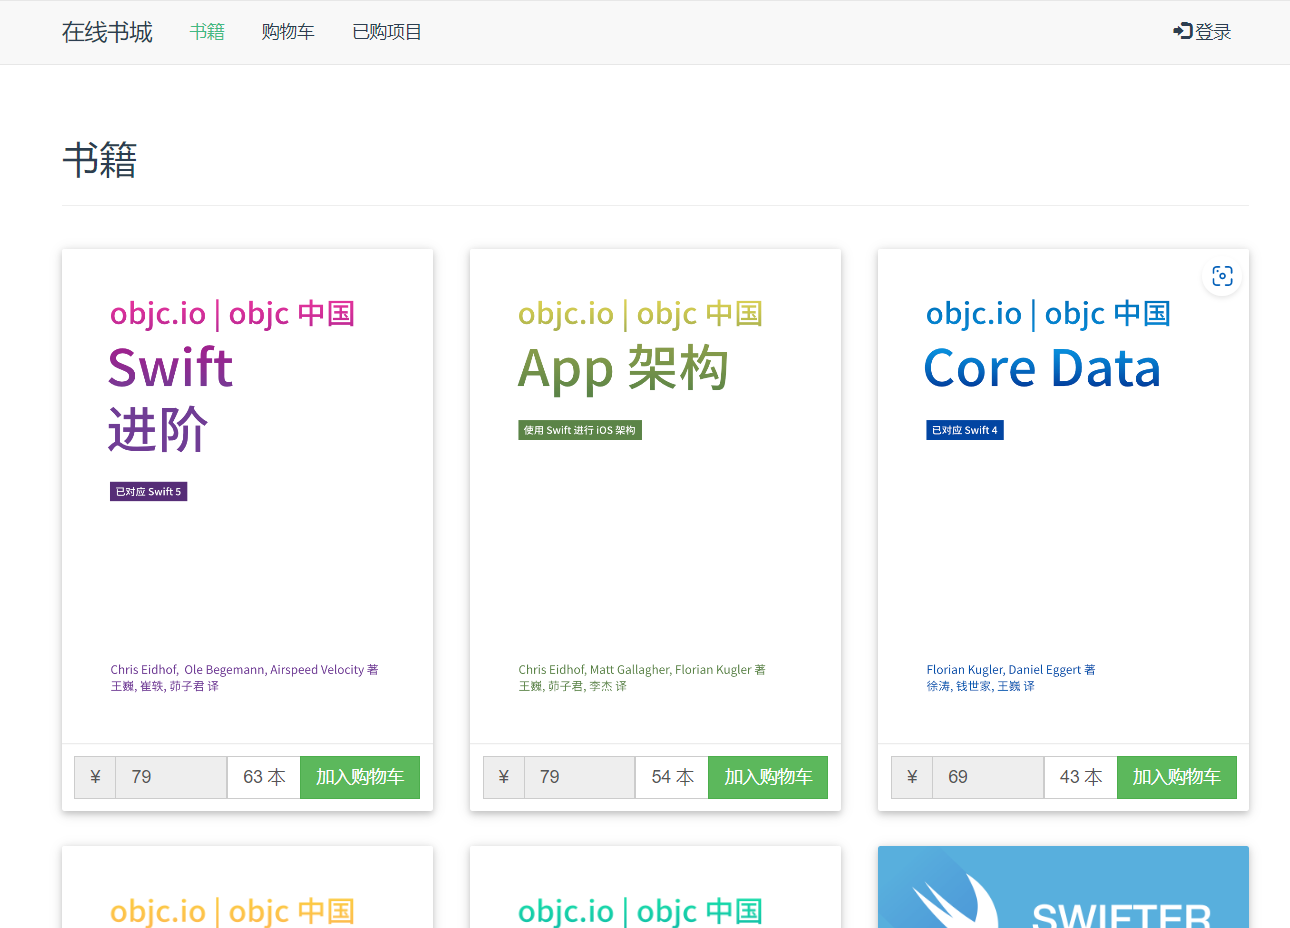 在线书城 书籍 购物车 已购项目 登录
书籍
objc.io | objc 中国
Swift
进阶
已对应 Swift 5
Chris Eidhof, Ole Begemann, Airspeed Velocity 著
王巍, 崔轶, 茆子君 译
¥ 79 63 本 加入购物车
objc.io | objc 中国
App 架构
使用 Swift 进行 iOS 架构
Chris Eidhof, Matt Gallagher, Florian Kugler 著
王巍, 茆子君, 李杰 译
¥ 79 54 本 加入购物车
objc.io | objc 中国
Core Data
已对应 Swift 4
Florian Kugler, Daniel Eggert 著
徐涛, 钱世家, 王巍 译
¥ 69 43 本 加入购物车
objc.io | objc 中国
objc.io | objc 中国
SWIFTER